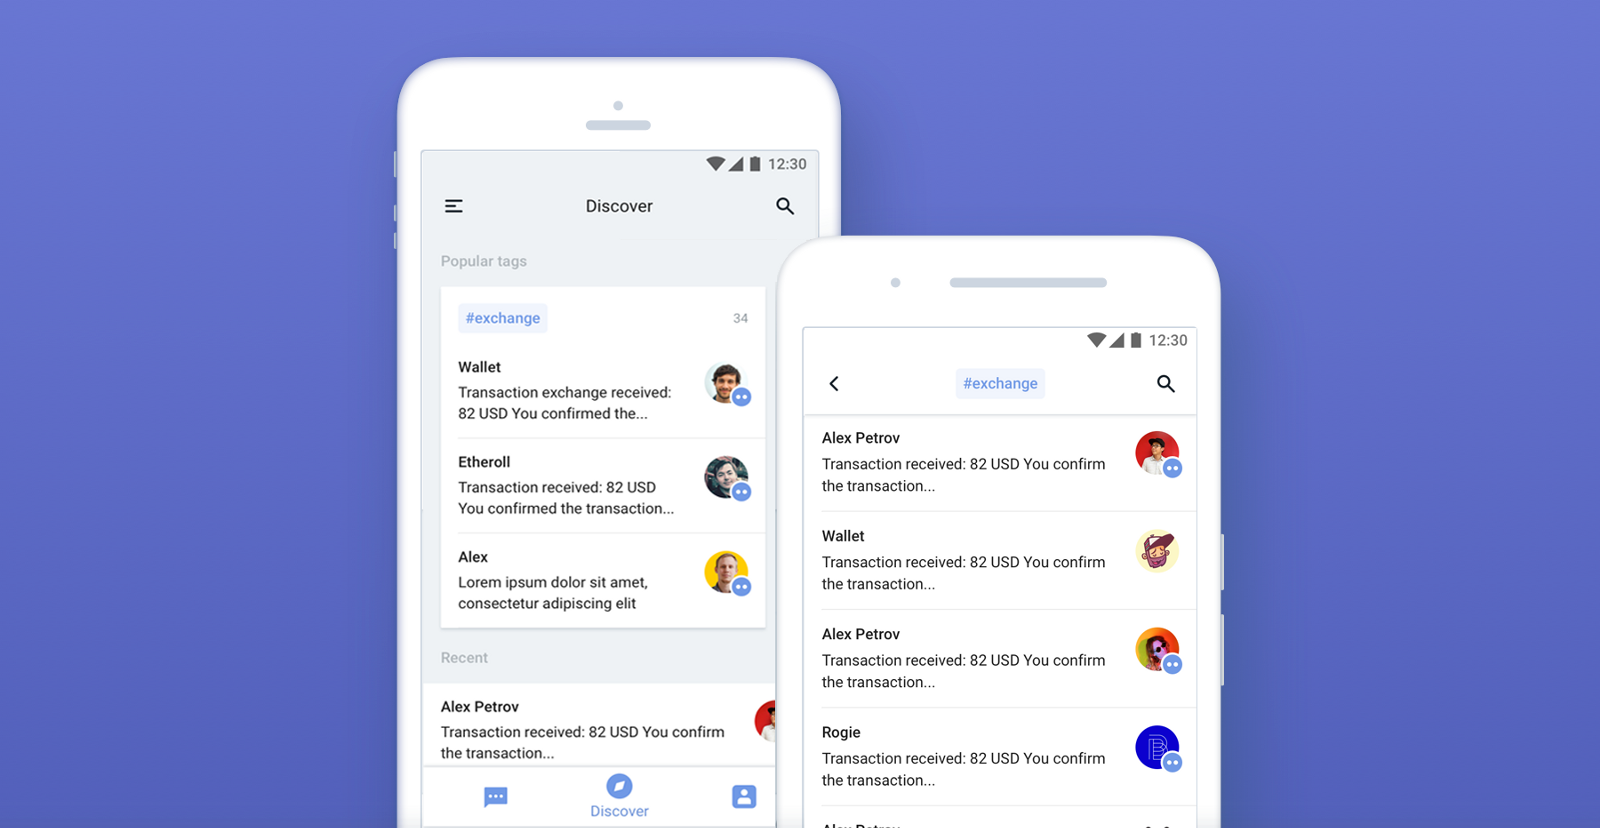 12:30
Discover
Popular tags
#exchange
34
Wallet
Transaction exchange received:
82 USD You confirmed the...
Etheroll
Transaction received: 82 USD
You confirmed the transaction...
Alex
Lorem ipsum dolor sit amet,
consectetur adipiscing elit
Recent
Alex Petrov
Transaction received: 82 USD You confirm
the transaction...
Discover
12:30
#exchange
Alex Petrov
Transaction received: 82 USD You confirm
the transaction...
Wallet
Transaction received: 82 USD You confirm
the transaction...
Alex Petrov
Transaction received: 82 USD You confirm
the transaction...
Rogie
Transaction received: 82 USD You confirm
the transaction...
Alex Petrov